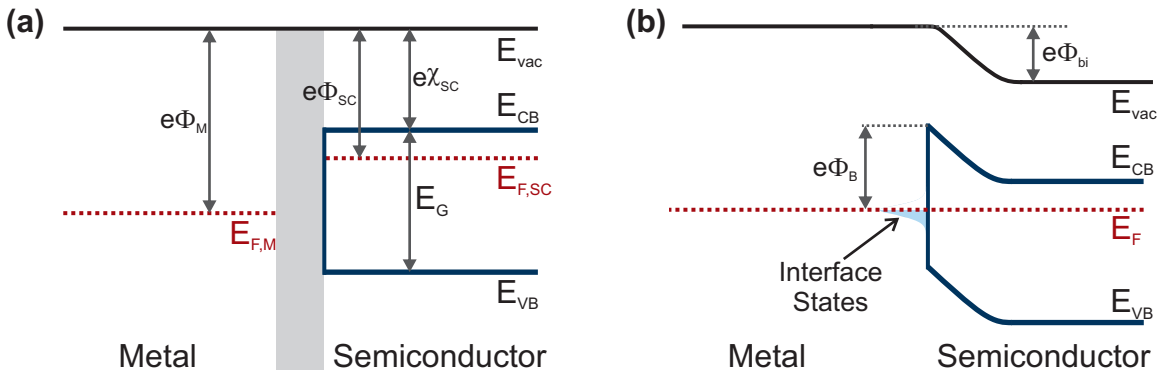 (a)
E_vac
eΦ_M
eΦ_SC
eχ_SC
E_CB
E_F,SC
E_G
E_F,M
E_VB
Metal
Semiconductor
(b)
eΦ_bi
E_vac
eΦ_B
E_CB
E_F
Interface
States
E_VB
Metal
Semiconductor